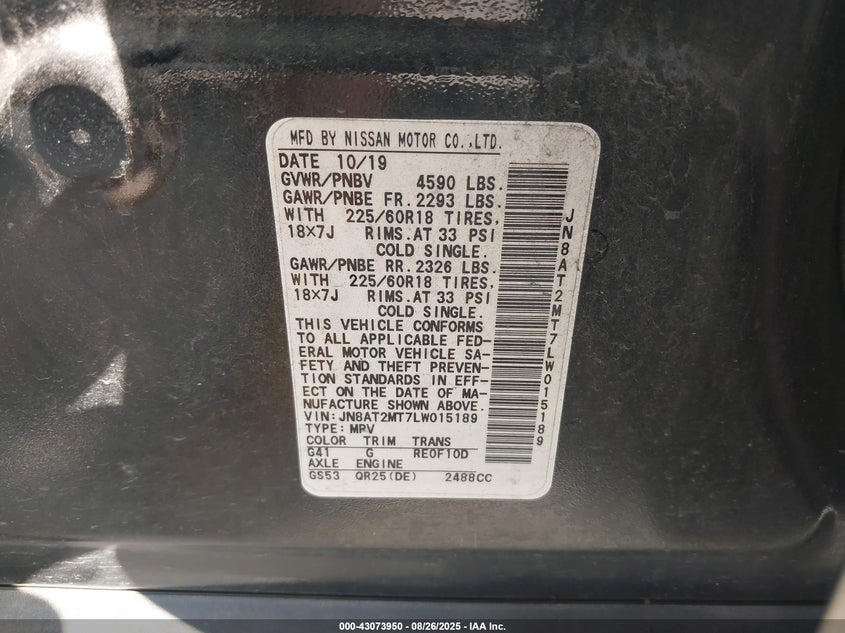 MFD BY NISSAN MOTOR CO.,LTD.
DATE 10/19
GVWR/PNBV 4590 LBS.
GAWR/PNBE FR. 2293 LBS.
WITH 225/60R18 TIRES,
18×7J RIMS.AT 33 PSI
COLD SINGLE.
GAWR/PNBE RR. 2326 LBS.
WITH 225/60R18 TIRES,
18×7J RIMS.AT 33 PSI
COLD SINGLE.
THIS VEHICLE CONFORMS
TO ALL APPLICABLE FED-
ERAL MOTOR VEHICLE SA-
FETY AND THEFT PREVEN-
TION STANDARDS IN EFF-
ECT ON THE DATE OF MA-
NUFACTURE SHOWN ABOVE.
VIN:JN8AT2MT7LW015189
TYPE: MPV
COLOR TRIM TRANS
G41 G RE0F10D
AXLE ENGINE
GS53 QR25(DE) 2488CC
JN8AT2MT7LW015189
000-43073950 - 08/26/2025 - IAA Inc.